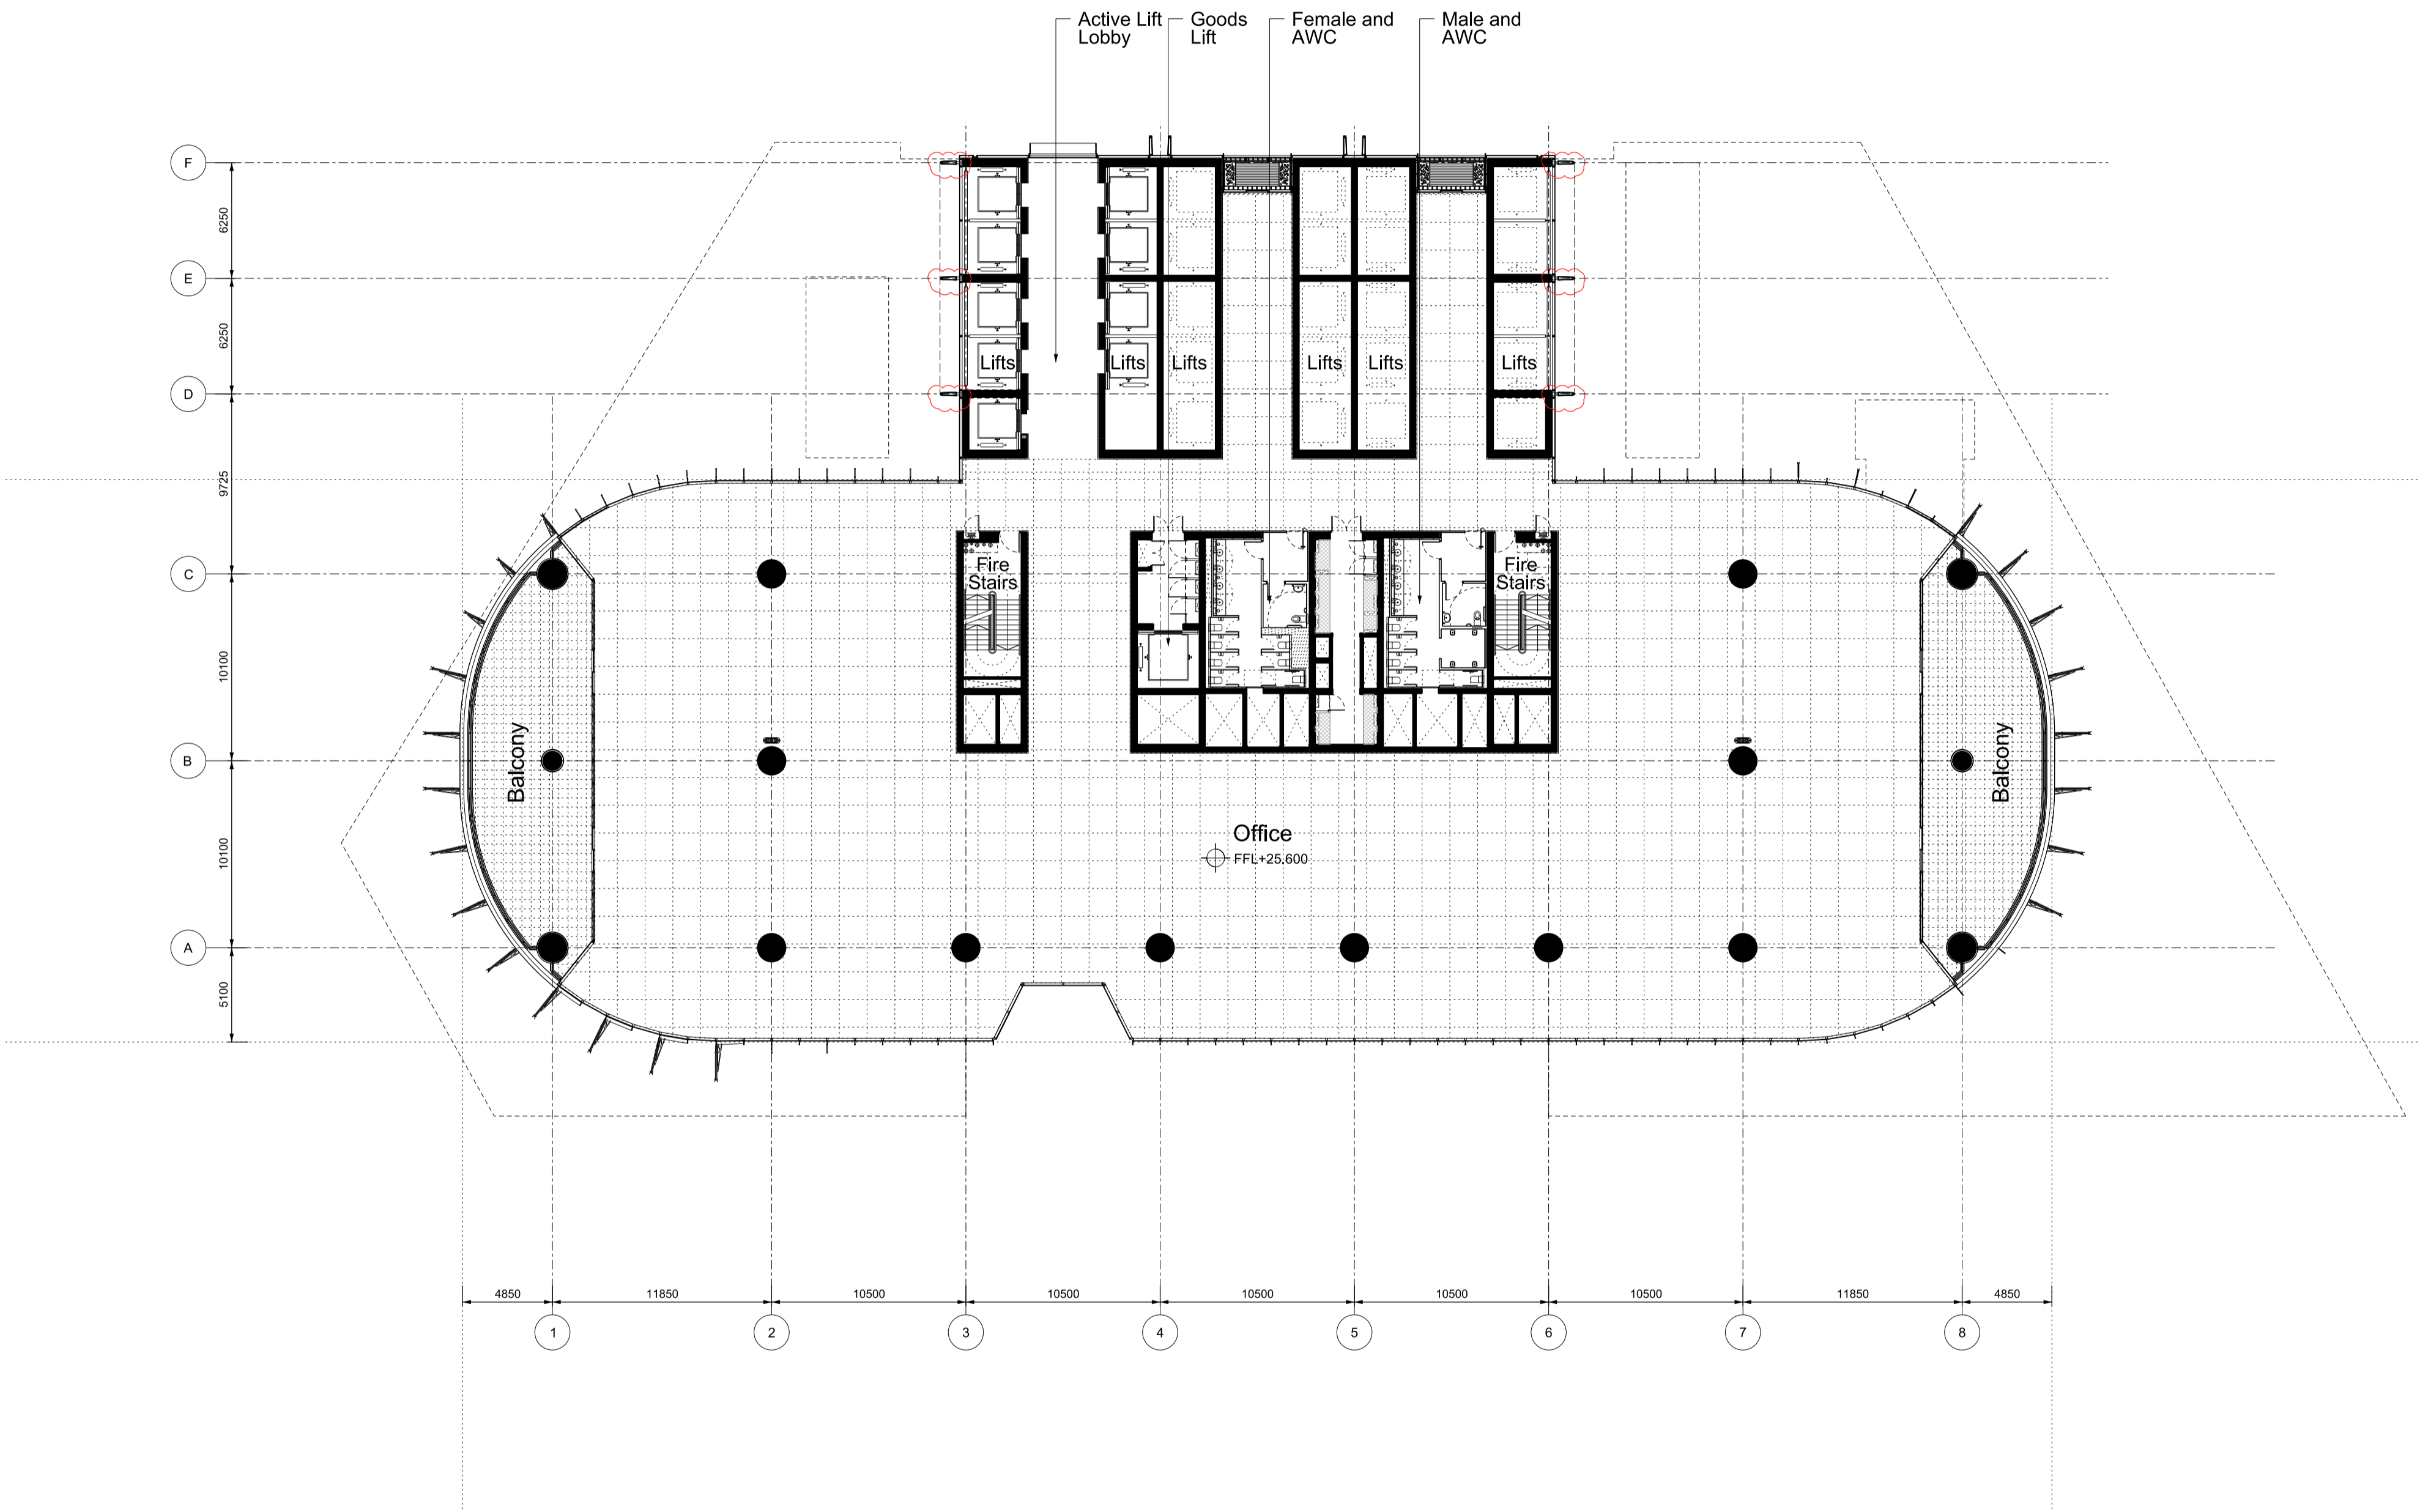 Active Lift
Lobby
Goods
Lift
Female and
AWC
Male and
AWC
F
6250
E
6250
Lifts
Lifts
Lifts
Lifts
Lifts
Lifts
D
9725
Fire
Stairs
Fire
Stairs
C
10100
Balcony
Balcony
B
10100
Office
FFL+25.600
A
5100
4850
11850
10500
10500
10500
10500
10500
11850
4850
1
2
3
4
5
6
7
8